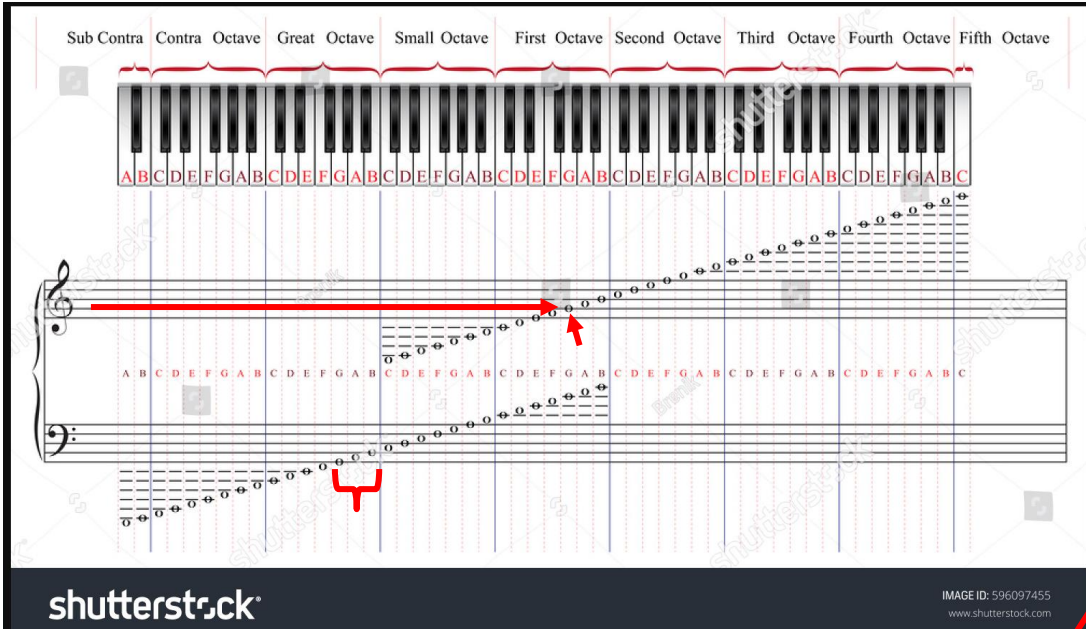 Sub Contra Contra Octave Great Octave Small Octave First Octave Second Octave Third Octave Fourth Octave Fifth Octave
A B C D E F G A B C D E F G A B C D E F G A B C D E F G A B C D E F G A B C D E F G A B C D E F G A B C
A B C D E F G A B C D E F G A B C D E F G A B C D E F G A B C D E F G A B C D E F G A B C D E F G A B C
shutterstock
IMAGE ID: 596097455
www.shutterstock.com